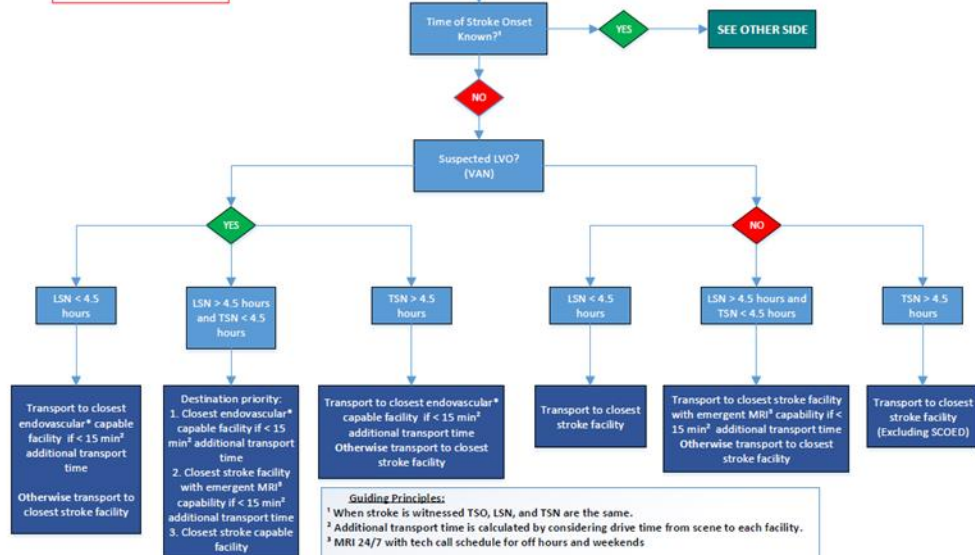 Time of Stroke Onset
Known?¹
YES
SEE OTHER SIDE
NO
Suspected LVO?
(VAN)
YES
NO
LSN < 4.5
hours
LSN > 4.5 hours
and TSN < 4.5
hours
TSN > 4.5
hours
LSN < 4.5
hours
LSN > 4.5 hours and
TSN < 4.5 hours
TSN > 4.5
hours
Transport to closest
endovascular* capable
facility if < 15 min²
additional transport
time
Otherwise transport to
closest stroke facility
Destination priority:
1. Closest endovascular*
capable facility if < 15
min² additional transport
time
2. Closest stroke facility
with emergent MRI³
capability if < 15 min²
additional transport time
3. Closest stroke capable
facility
Transport to closest endovascular*
capable facility if < 15 min²
additional transport time
Otherwise transport to closest
stroke facility
Transport to closest
stroke facility
Transport to closest stroke facility
with emergent MRI³ capability if <
15 min² additional transport time
Otherwise transport to closest
stroke facility
Transport to closest
stroke facility
(Excluding SCOED)
Guiding Principles:
¹ When stroke is witnessed TSO, LSN, and TSN are the same.
² Additional transport time is calculated by considering drive time from scene to each facility.
³ MRI 24/7 with tech call schedule for off hours and weekends